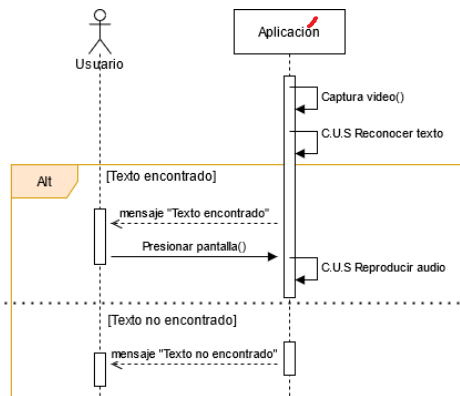 Usuario
Aplicación
Captura video()
C.U.S Reconocer texto
Alt
[Texto encontrado]
mensaje "Texto encontrado"
Presionar pantalla()
C.U.S Reproducir audio
[Texto no encontrado]
mensaje "Texto no encontrado"